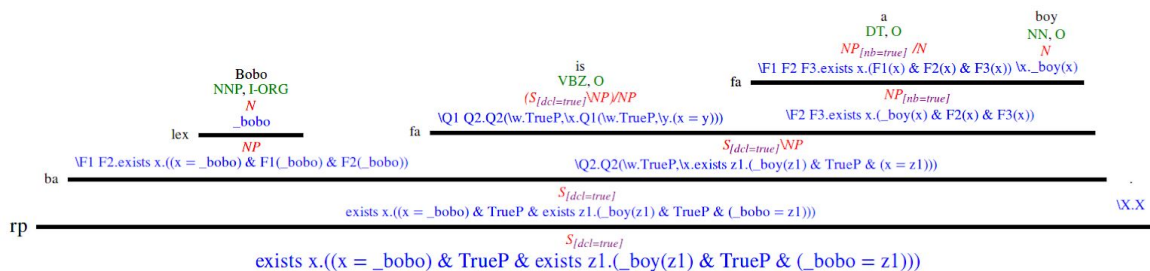 a boy
DT, O NN, O
NP[nb=true] /N N
\F1 F2 F3.exists x.(F1(x) & F2(x) & F3(x)) \x._boy(x)
fa
NP[nb=true]
\F2 F3.exists x.(_boy(x) & F2(x) & F3(x))
is
VBZ, O
(S[dcl=true]\NP)/NP
\Q1 Q2.Q2(\w.TrueP,\x.Q1(\w.TrueP,\y.(x = y)))
fa
S[dcl=true]\NP
\Q2.Q2(\w.TrueP,\x.exists z1.(_boy(z1) & TrueP & (x = z1)))
Bobo
NNP, I-ORG
N
_bobo
lex
NP
\F1 F2.exists x.((x = _bobo) & F1(_bobo) & F2(_bobo))
ba
S[dcl=true]
exists x.((x = _bobo) & TrueP & exists z1.(_boy(z1) & TrueP & (_bobo = z1)))
.
\X.X
rp
S[dcl=true]
exists x.((x = _bobo) & TrueP & exists z1.(_boy(z1) & TrueP & (_bobo = z1)))